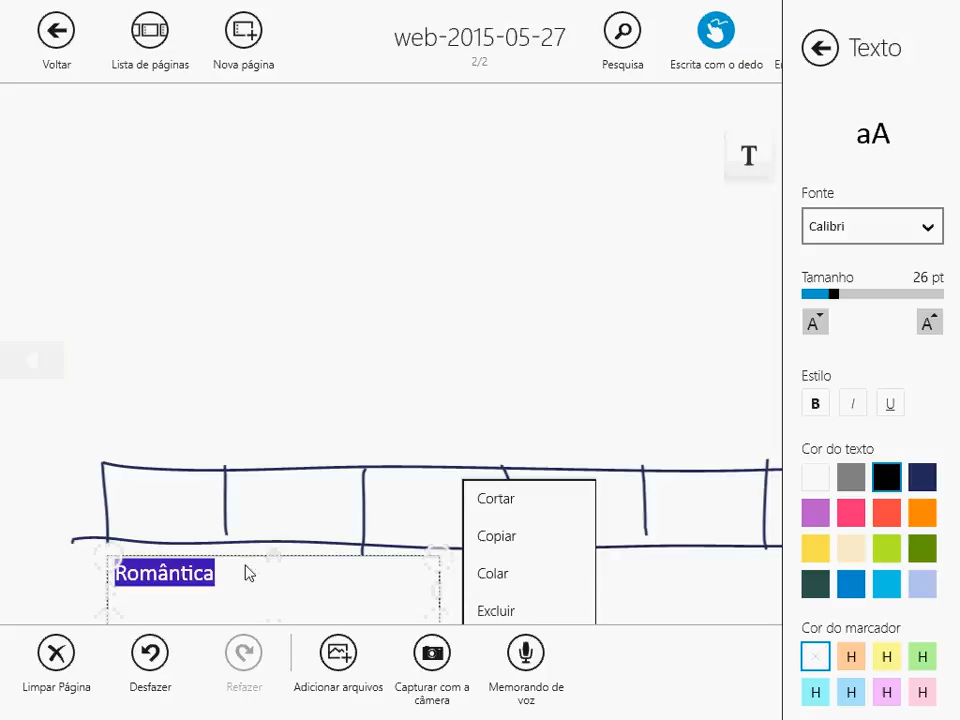 Voltar
Lista de páginas
Nova página
web-2015-05-27
2/2
Pesquisa
Escrita com o dedo
Texto
aA
T
Fonte
Calibri
Tamanho 26 pt
A A
Estilo
B I U
Cor do texto
Cortar
Copiar
Colar
Excluir
Romântica
Cor do marcador
H H H
H H H H
Limpar Página
Desfazer
Refazer
Adicionar arquivos
Capturar com a
câmera
Memorando de
voz